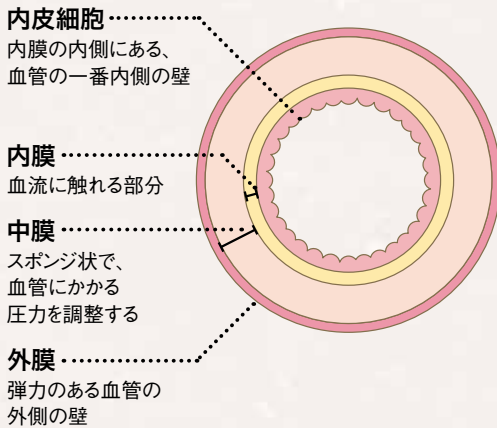 内皮細胞
内膜の内側にある、
血管の一番内側の壁
内膜
血流に触れる部分
中膜
スポンジ状で、
血管にかかる
圧力を調整する
外膜
弾力のある血管の
外側の壁